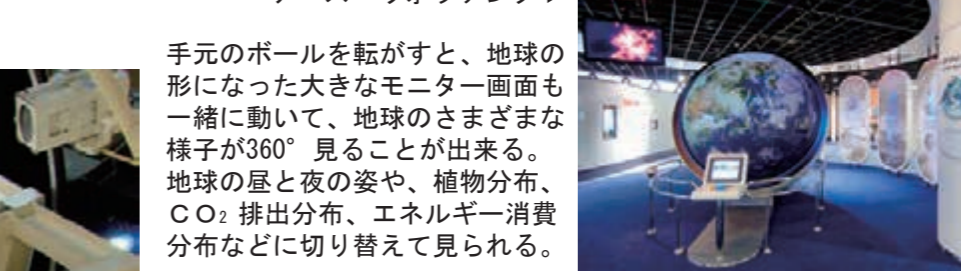 手元のボールを転がすと、地球の
形になった大きなモニター画面も
一緒に動いて、地球のさまざまな
様子が360°見ることが出来る。
地球の昼と夜の姿や、植物分布、
ＣＯ₂ 排出分布、エネルギー消費
分布などに切り替えて見られる。